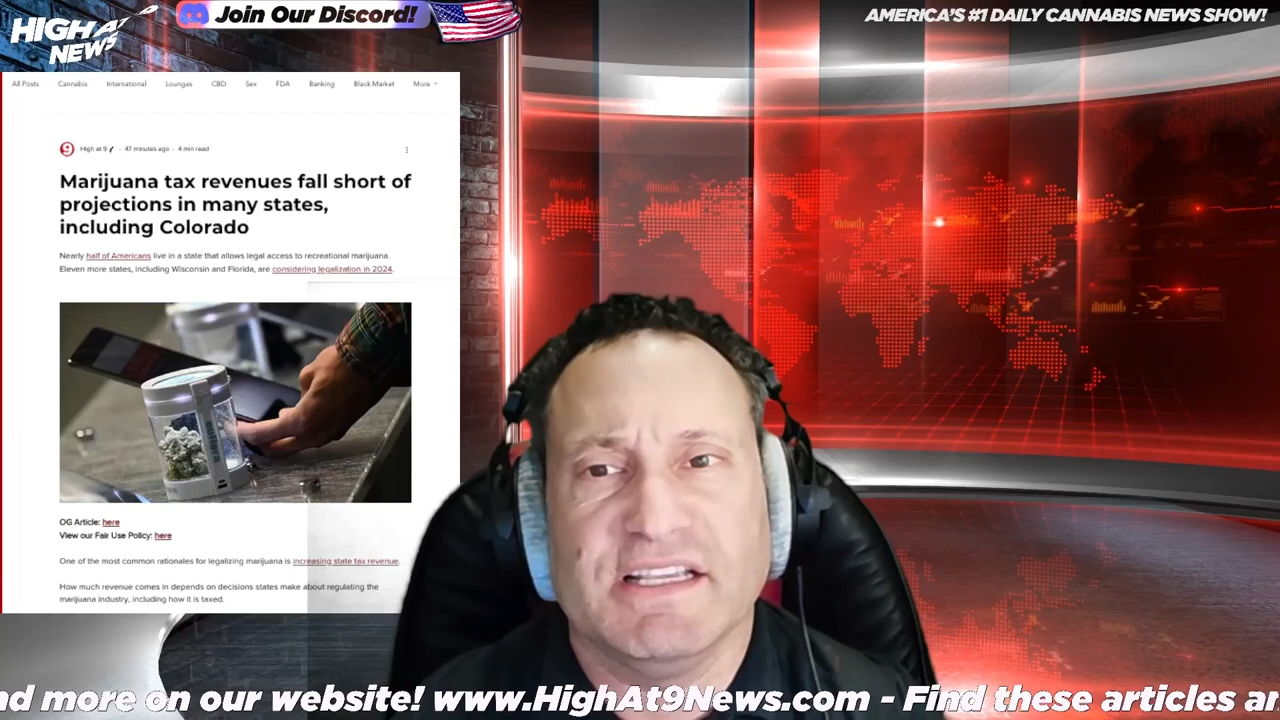 HIGH AT
NEWS
Join Our Discord!
AMERICA'S #1 DAILY CANNABIS NEWS SHOW!
All Posts Cannabis International Lounges CBD Sex FDA Banking Black Market More
9 High at 9 - 47 minutes ago - 4 min read
Marijuana tax revenues fall short of
projections in many states,
including Colorado
Nearly half of Americans live in a state that allows legal access to recreational marijuana.
Eleven more states, including Wisconsin and Florida, are considering legalization in 2024.
OG Article: here
View our Fair Use Policy: here
One of the most common rationales for legalizing marijuana is increasing state tax revenue.
How much revenue comes in depends on decisions states make about regulating the
marijuana industry, including how it is taxed.
nd more on our website! www.HighAt9News.com - Find these articles an